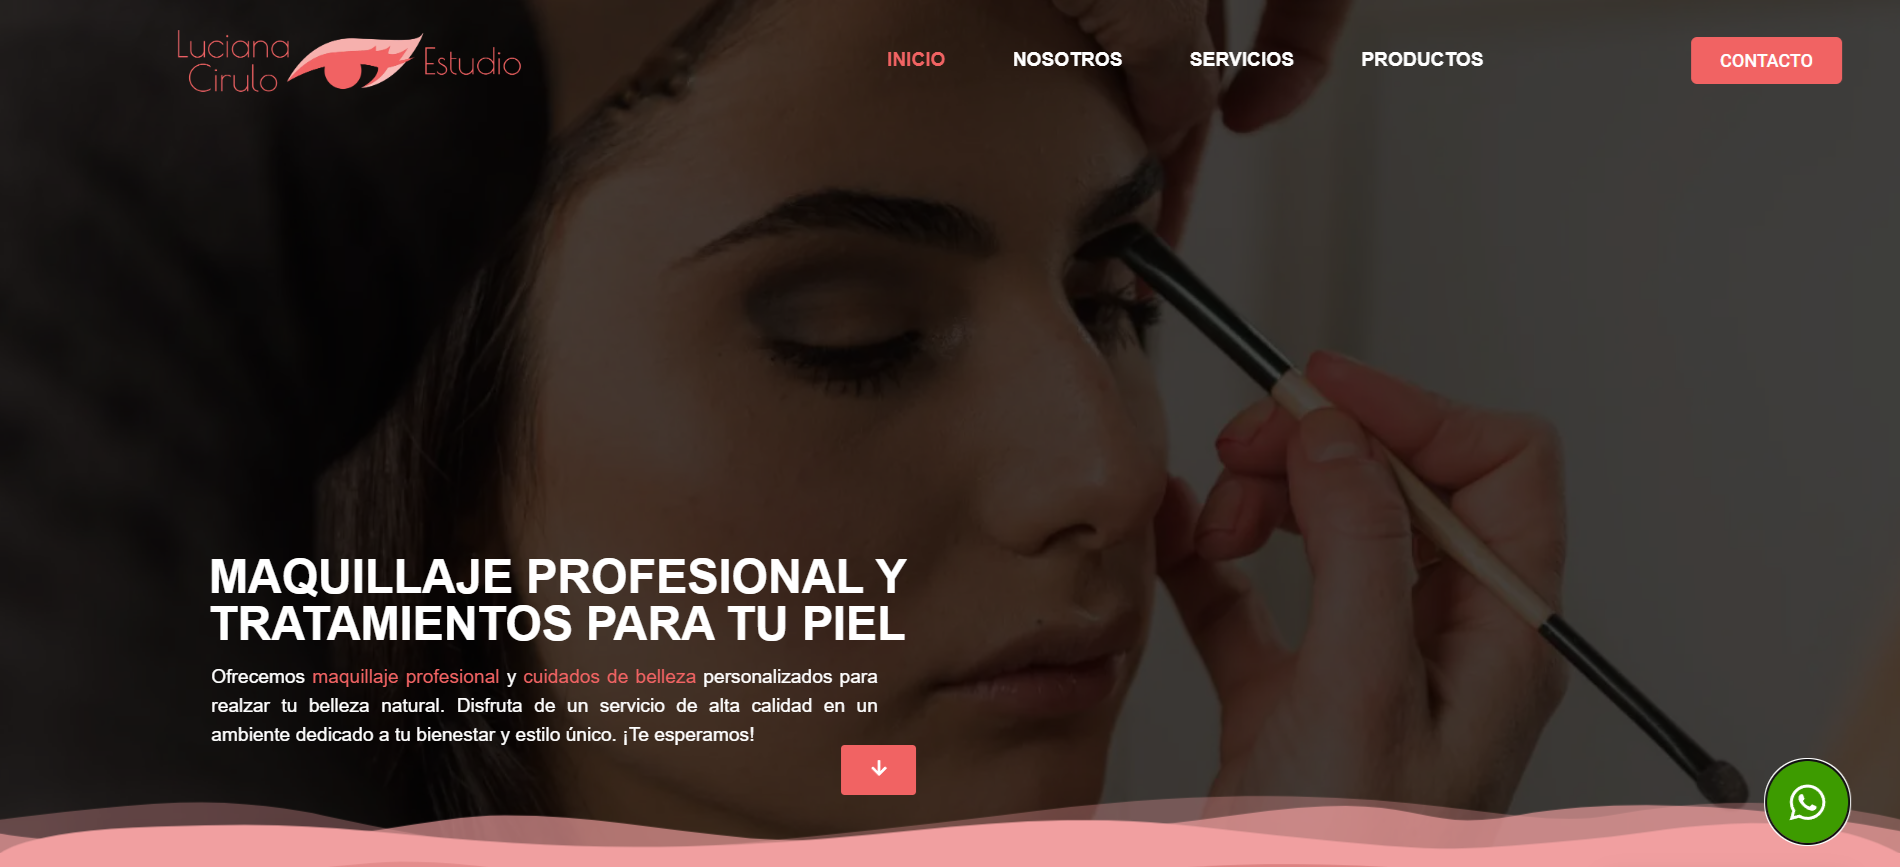 Luciana
Cirulo
Estudio
INICIO
NOSOTROS
SERVICIOS
PRODUCTOS
CONTACTO
MAQUILLAJE PROFESIONAL Y
TRATAMIENTOS PARA TU PIEL
Ofrecemos maquillaje profesional y cuidados de belleza personalizados para
realzar tu belleza natural. Disfruta de un servicio de alta calidad en un
ambiente dedicado a tu bienestar y estilo único. ¡Te esperamos!